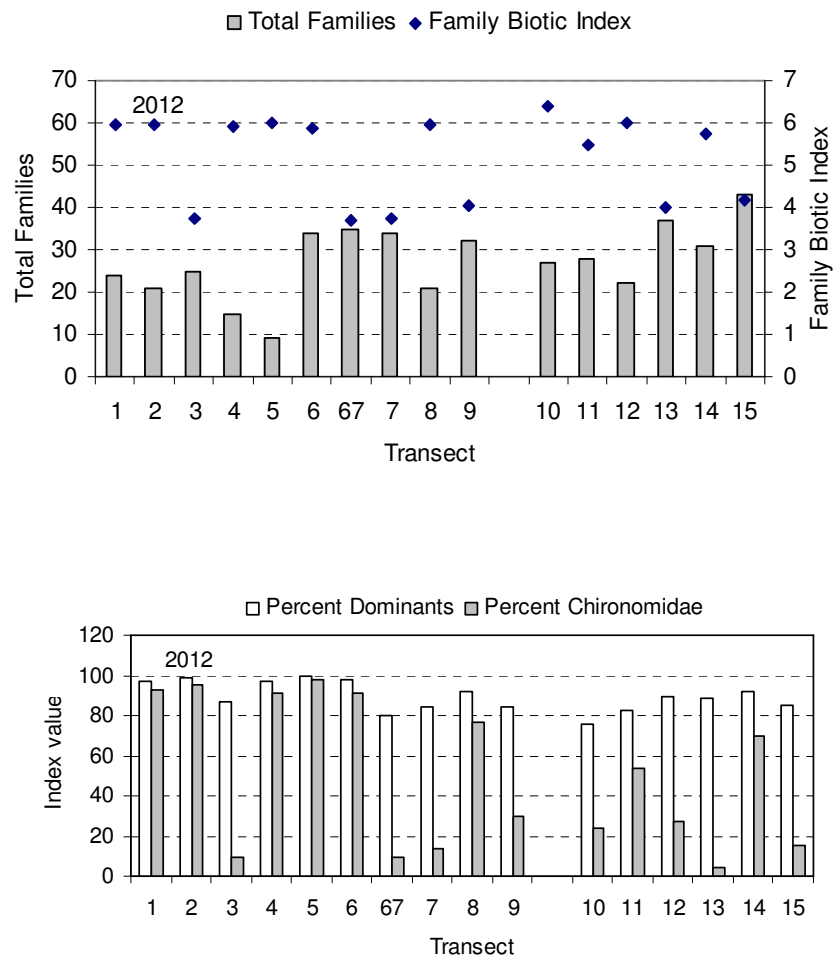 Total Families Family Biotic Index
2012
70
60
50
40
30
20
10
0
Total Families
7
6
5
4
3
2
1
0
Family Biotic Index
1 2 3 4 5 6 67 7 8 9 10 11 12 13 14 15
Transect
Percent Dominants Percent Chironomidae
2012
120
100
80
60
40
20
0
Index value
1 2 3 4 5 6 67 7 8 9 10 11 12 13 14 15
Transect